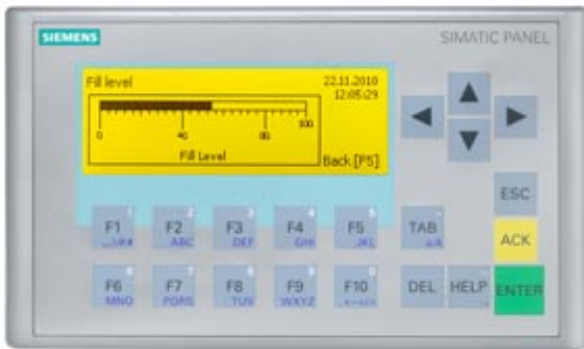 SIEMENS
SIMATIC PANEL
Fill level
22.11.2010
12:05:29
0 40 80 100
Fill Level
Back [F5]
ESC
F1 F2 F3 F4 F5 TAB
ABC DEF GHI JKL a/A
ACK
F6 F7 F8 F9 F10 DEL HELP ENTER
MNO PQRS TUV WXYZ